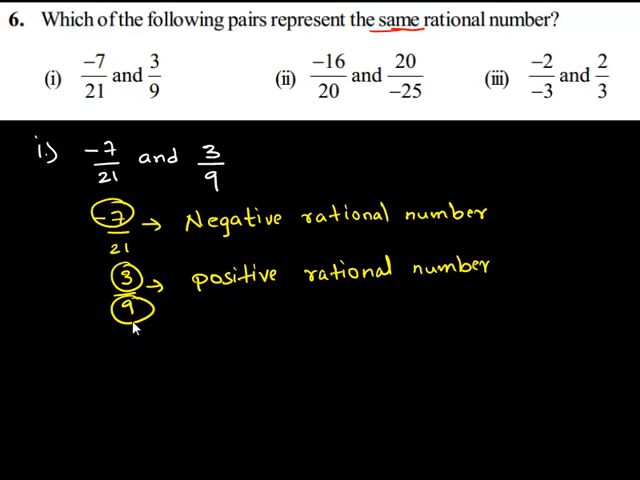 6. Which of the following pairs represent the same rational number?
(i) −7/21 and 3/9 (ii) −16/20 and 20/−25 (iii) −2/−3 and 2/3
i.) −7/21 and 3/9
−7/21 → Negative rational number
3/9 → positive rational number